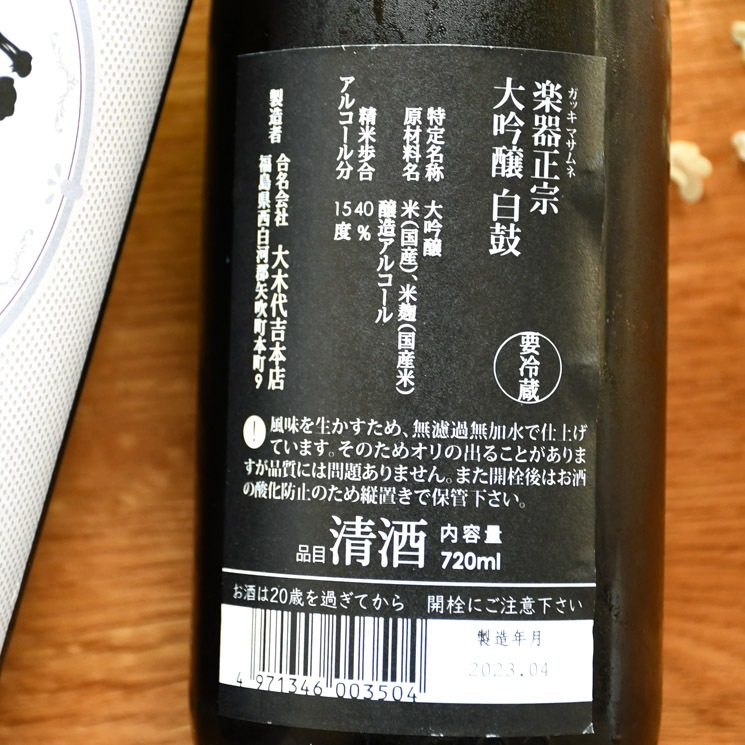 ガッキ マサムネ
楽器正宗
大吟醸 白鼓
要冷蔵
特定名称 大吟醸
原材料名 米(国産)、米麹(国産米)
醸造アルコール
精米歩合 40%
アルコール分 15度
製造者 合名会社 大木代吉本店
福島県西白河郡矢吹町本町9
! 風味を生かすため、無濾過無加水で仕上げ
ています。そのためオリの出ることがありま
すが品質には問題ありません。また開栓後はお酒
の酸化防止のため縦置きで保管下さい。
品目 清酒 内容量
720ml
お酒は20歳を過ぎてから 開栓にご注意下さい
製造年月
2023.04
4 971346 003504